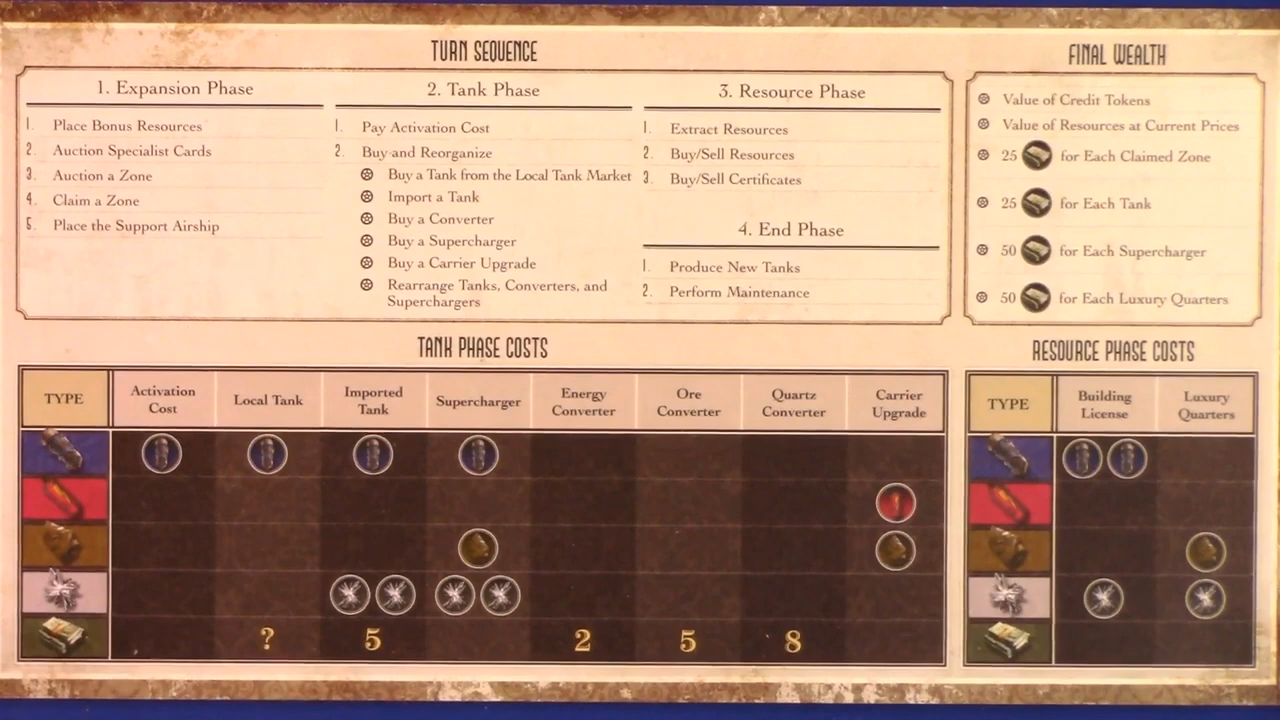 TURN SEQUENCE
1. Expansion Phase
1. Place Bonus Resources
2. Auction Specialist Cards
3. Auction a Zone
4. Claim a Zone
5. Place the Support Airship
2. Tank Phase
1. Pay Activation Cost
2. Buy and Reorganize
Buy a Tank from the Local Tank Market
Import a Tank
Buy a Converter
Buy a Supercharger
Buy a Carrier Upgrade
Rearrange Tanks, Converters, and
Superchargers
3. Resource Phase
1. Extract Resources
2. Buy/Sell Resources
3. Buy/Sell Certificates
4. End Phase
1. Produce New Tanks
2. Perform Maintenance
FINAL WEALTH
Value of Credit Tokens
Value of Resources at Current Prices
25 for Each Claimed Zone
25 for Each Tank
50 for Each Supercharger
50 for Each Luxury Quarters
TANK PHASE COSTS
TYPE
Activation
Cost
Local Tank
Imported
Tank
Supercharger
Energy
Converter
Ore
Converter
Quartz
Converter
Carrier
Upgrade
? 5 2 5 8
RESOURCE PHASE COSTS
TYPE
Building
License
Luxury
Quarters